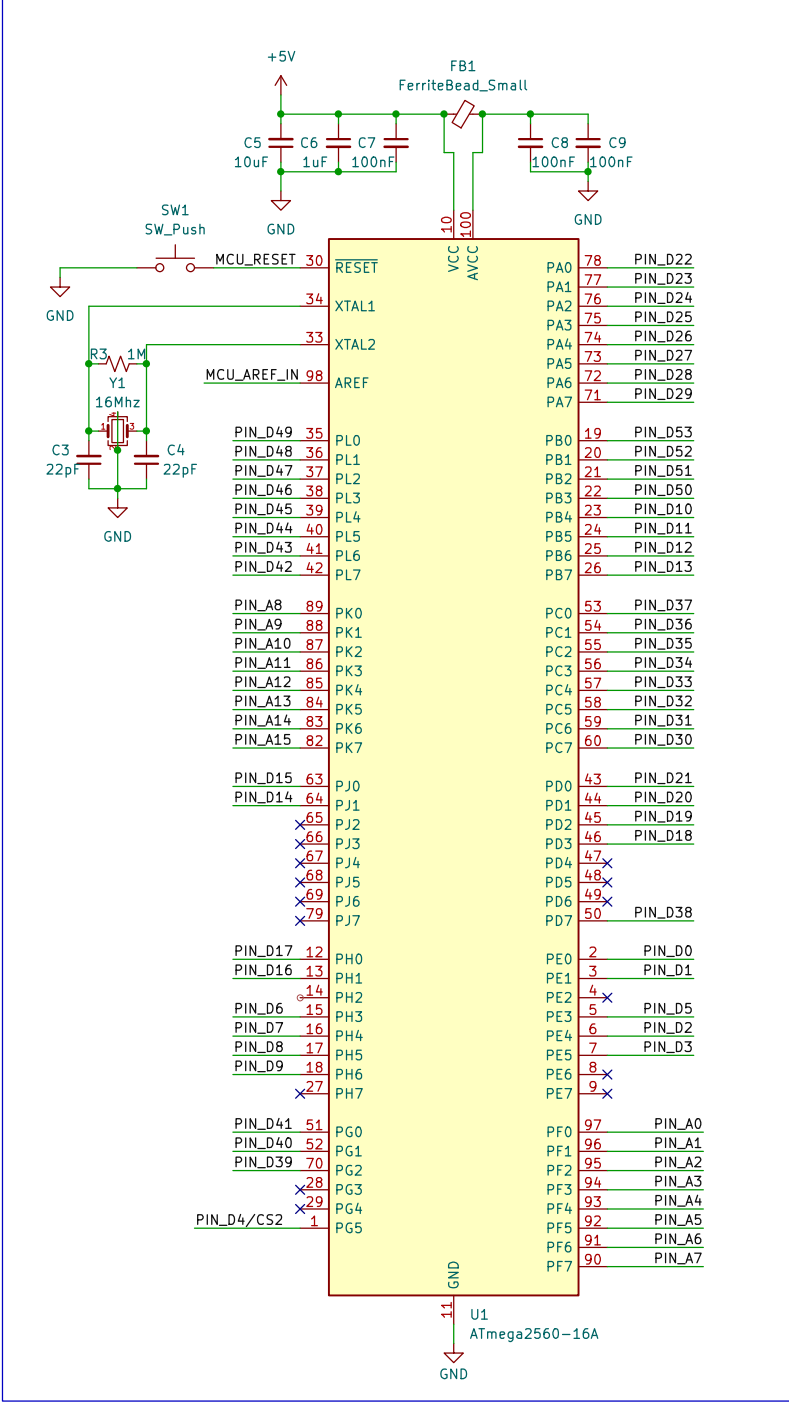 +5V
FB1
FerriteBead_Small
C5 C6 C7 C8 C9
10uF 1uF 100nF 100nF 100nF
GND GND
SW1
SW_Push
10 100
VCC AVCC
MCU_RESET 30 RESET PA0 78 PIN_D22
PA1 77 PIN_D23
GND 34 XTAL1 PA2 76 PIN_D24
PA3 75 PIN_D25
33 XTAL2 PA4 74 PIN_D26
R3 1M PA5 73 PIN_D27
Y1 MCU_AREF_IN 98 AREF PA6 72 PIN_D28
16Mhz PA7 71 PIN_D29
1 3
C3 C4
22pF 22pF
GND
PIN_D49 35 PL0 PB0 19 PIN_D53
PIN_D48 36 PL1 PB1 20 PIN_D52
PIN_D47 37 PL2 PB2 21 PIN_D51
PIN_D46 38 PL3 PB3 22 PIN_D50
PIN_D45 39 PL4 PB4 23 PIN_D10
PIN_D44 40 PL5 PB5 24 PIN_D11
PIN_D43 41 PL6 PB6 25 PIN_D12
PIN_D42 42 PL7 PB7 26 PIN_D13
PIN_A8 89 PK0 PC0 53 PIN_D37
PIN_A9 88 PK1 PC1 54 PIN_D36
PIN_A10 87 PK2 PC2 55 PIN_D35
PIN_A11 86 PK3 PC3 56 PIN_D34
PIN_A12 85 PK4 PC4 57 PIN_D33
PIN_A13 84 PK5 PC5 58 PIN_D32
PIN_A14 83 PK6 PC6 59 PIN_D31
PIN_A15 82 PK7 PC7 60 PIN_D30
PIN_D15 63 PJ0 PD0 43 PIN_D21
PIN_D14 64 PJ1 PD1 44 PIN_D20
65 PJ2 PD2 45 PIN_D19
66 PJ3 PD3 46 PIN_D18
67 PJ4 PD4 47
68 PJ5 PD5 48
69 PJ6 PD6 49
79 PJ7 PD7 50 PIN_D38
PIN_D17 12 PH0 PE0 2 PIN_D0
PIN_D16 13 PH1 PE1 3 PIN_D1
14 PH2 PE2 4
PIN_D6 15 PH3 PE3 5 PIN_D5
PIN_D7 16 PH4 PE4 6 PIN_D2
PIN_D8 17 PH5 PE5 7 PIN_D3
PIN_D9 18 PH6 PE6 8
27 PH7 PE7 9
PIN_D41 51 PG0 PF0 97 PIN_A0
PIN_D40 52 PG1 PF1 96 PIN_A1
PIN_D39 70 PG2 PF2 95 PIN_A2
28 PG3 PF3 94 PIN_A3
29 PG4 PF4 93 PIN_A4
PIN_D4/CS2 1 PG5 PF5 92 PIN_A5
PF6 91 PIN_A6
PF7 90 PIN_A7
GND
11
U1
ATmega2560-16A
GND